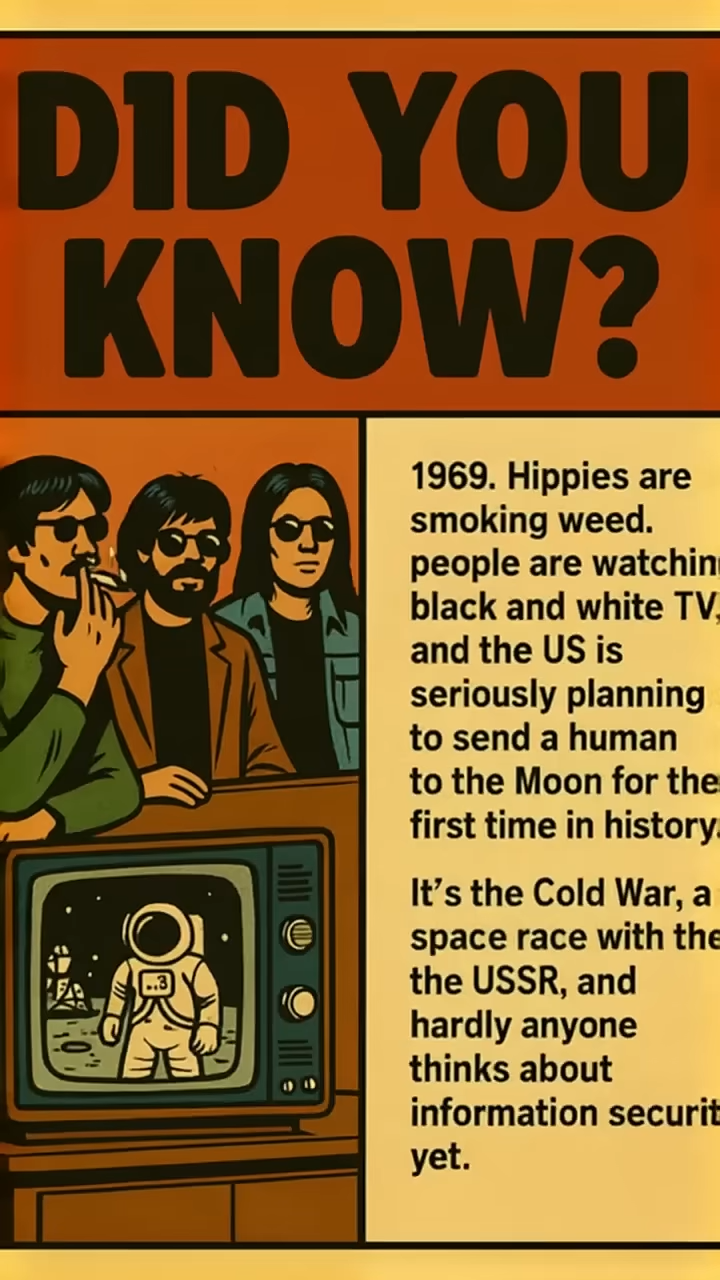 DID YOU
KNOW?
1969. Hippies are
smoking weed.
people are watchin
black and white TV,
and the US is
seriously planning
to send a human
to the Moon for the
first time in history.
It's the Cold War, a
space race with the
the USSR, and
hardly anyone
thinks about
information securit
yet.
..3